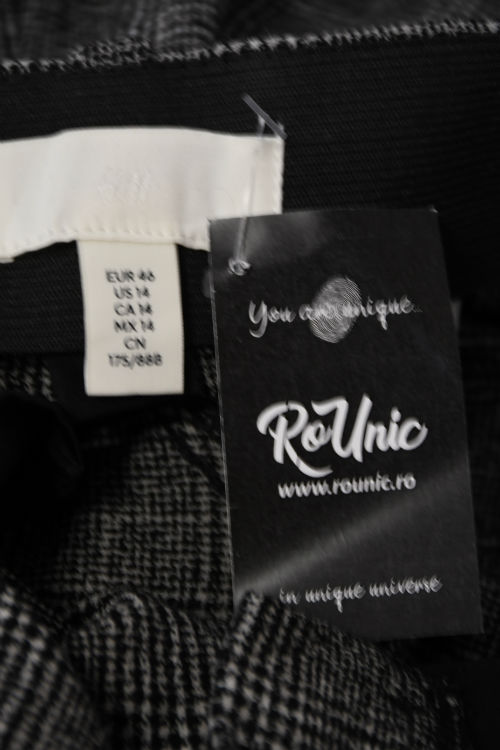 EUR 46
US 14
CA 14
MX 14
CN
175/88B
You are unique...
RoUnic
www.rounic.ro
in unique universe